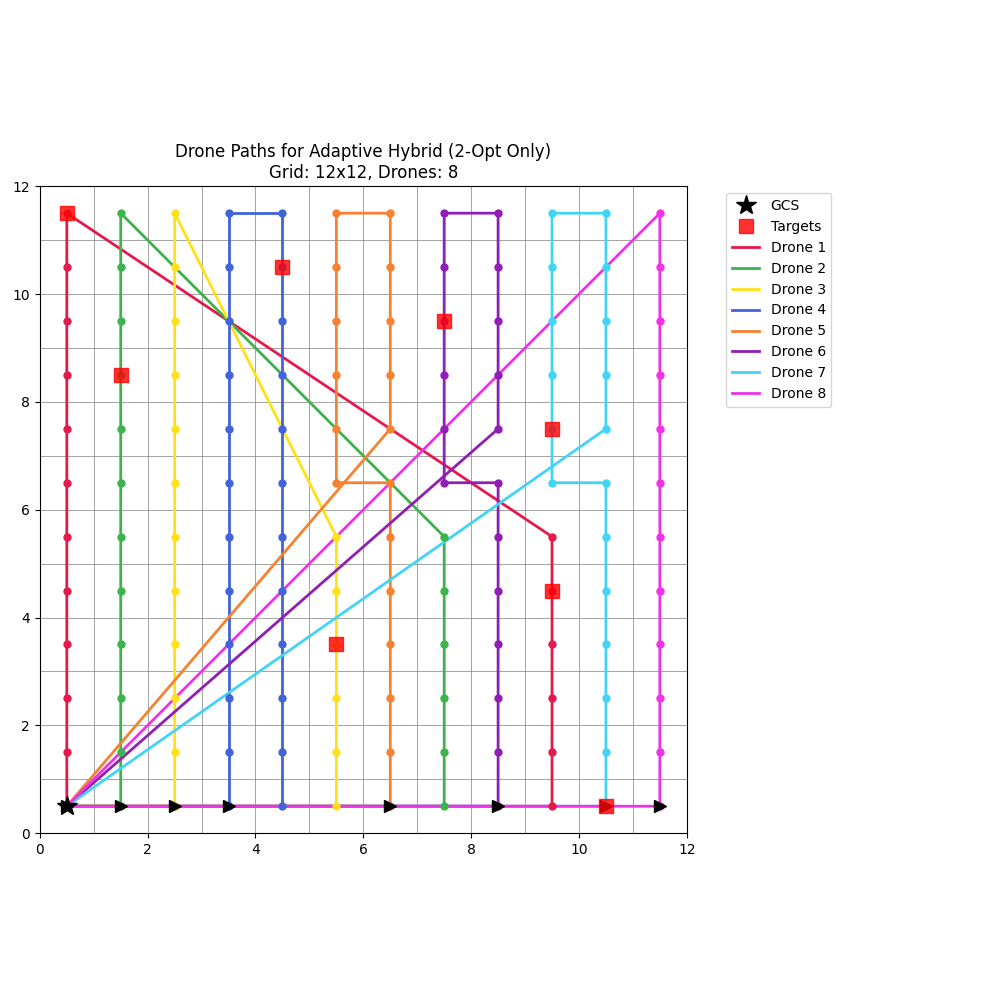 Drone Paths for Adaptive Hybrid (2-Opt Only)
Grid: 12x12, Drones: 8
12
10
8
6
4
2
0
0 2 4 6 8 10 12
GCS
Targets
Drone 1
Drone 2
Drone 3
Drone 4
Drone 5
Drone 6
Drone 7
Drone 8